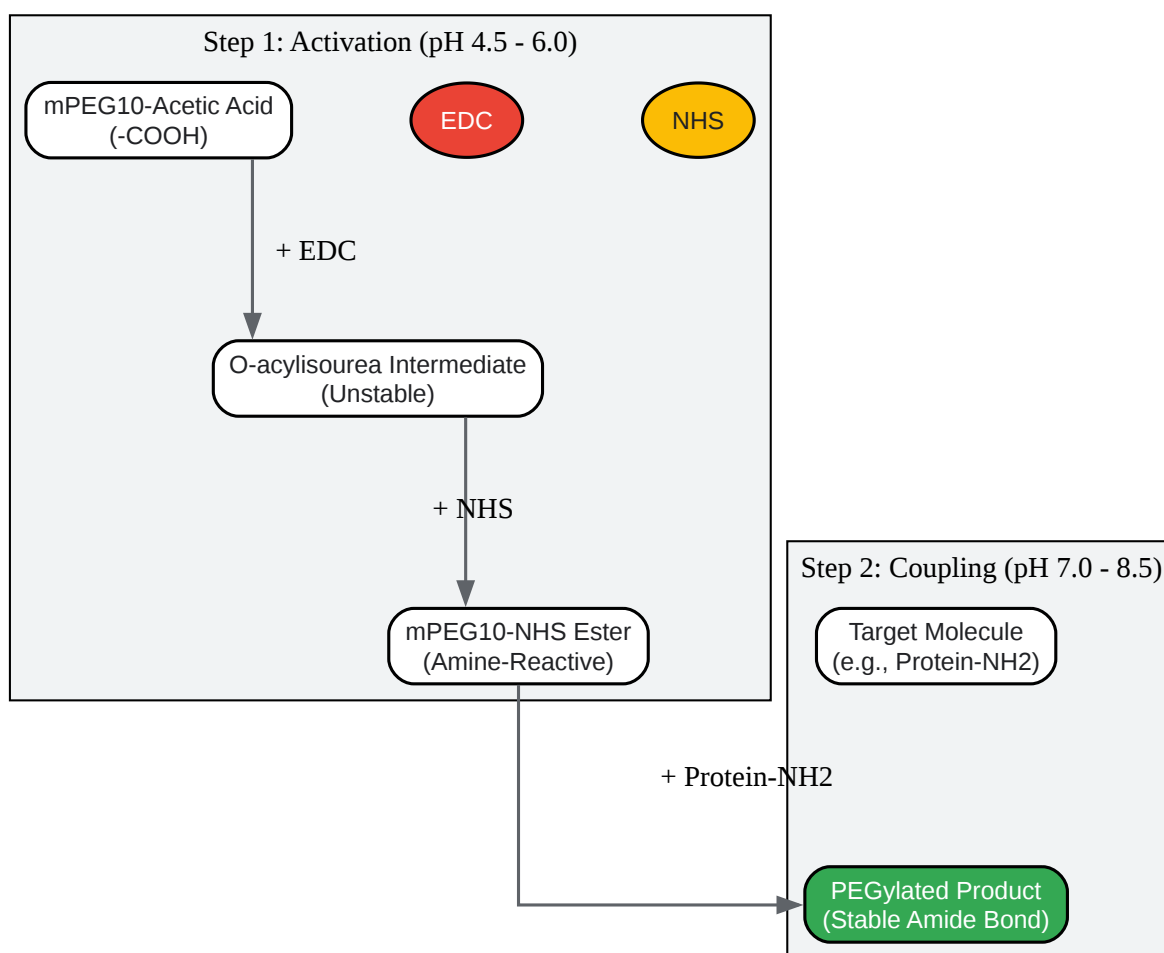 Step 1: Activation (pH 4.5 - 6.0)
mPEG10-Acetic Acid
(-COOH)
EDC
NHS
+ EDC
O-acylisourea Intermediate
(Unstable)
+ NHS
mPEG10-NHS Ester
(Amine-Reactive)
Step 2: Coupling (pH 7.0 - 8.5)
Target Molecule
(e.g., Protein-NH2)
+ Protein-NH2
PEGylated Product
(Stable Amide Bond)